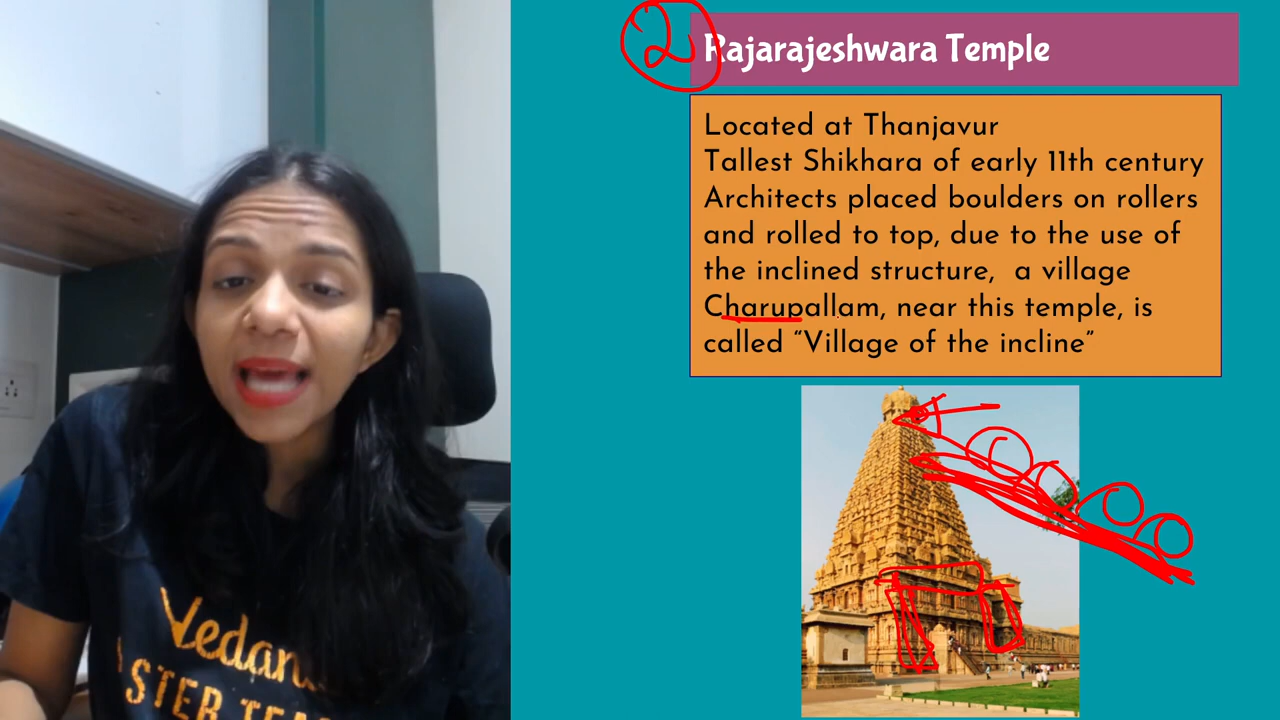 2
Rajarajeshwara Temple
Located at Thanjavur
Tallest Shikhara of early 11th century
Architects placed boulders on rollers
and rolled to top, due to the use of
the inclined structure, a village
Charupallam, near this temple, is
called “Village of the incline”
Vedan
STER TEA